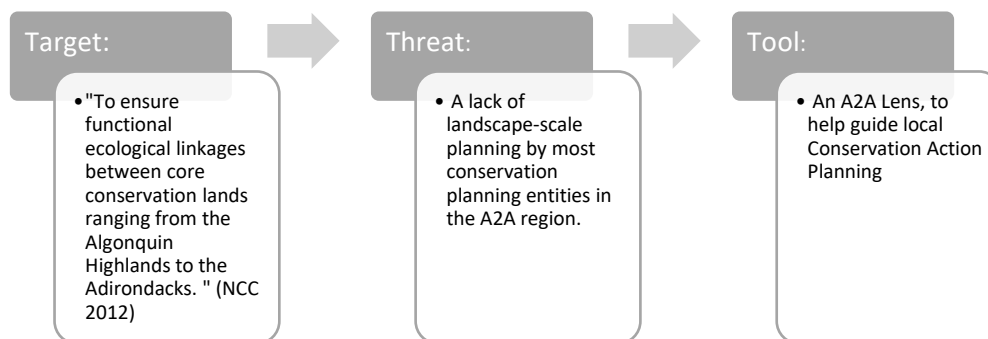 Target:
•"To ensure
functional
ecological linkages
between core
conservation lands
ranging from the
Algonquin
Highlands to the
Adirondacks. " (NCC
2012)
Threat:
• A lack of
landscape-scale
planning by most
conservation
planning entities in
the A2A region.
Tool:
• An A2A Lens, to
help guide local
Conservation Action
Planning